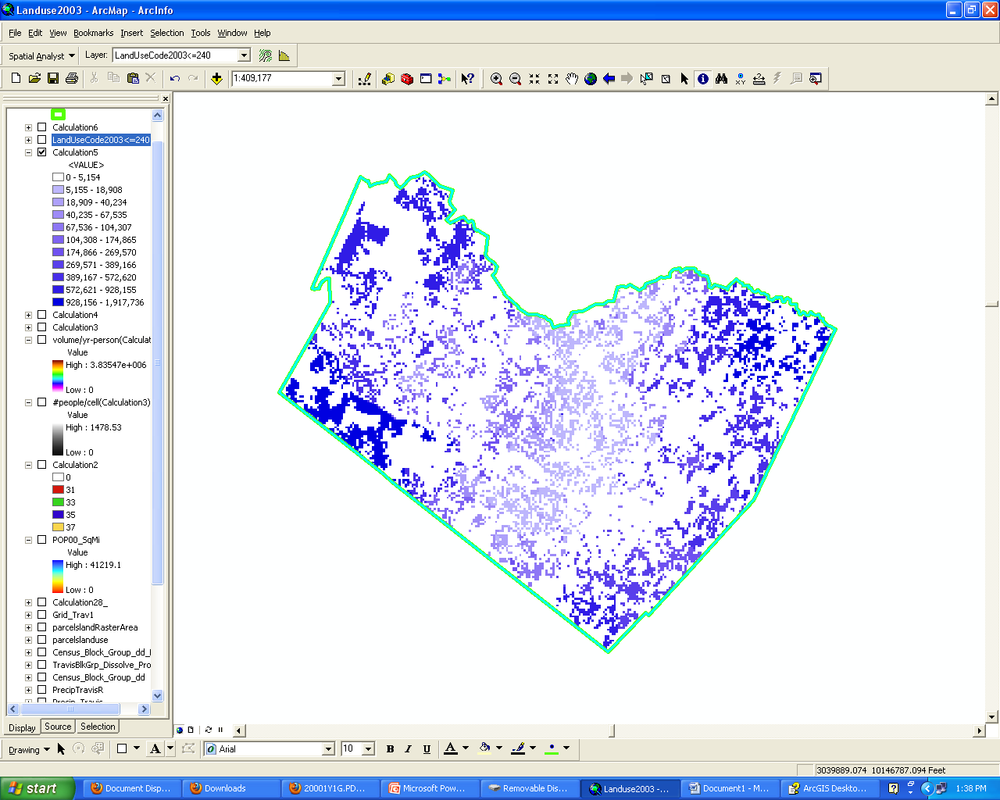 Landuse2003 - ArcMap - ArcInfo
File Edit View Bookmarks Insert Selection Tools Window Help
Spatial Analyst Layer: LandUseCode2003<=240
1:409,177
Calculation6
LandUseCode2003<=240
Calculation5
<VALUE>
0 - 5,154
5,155 - 18,908
18,909 - 40,234
40,235 - 67,535
67,536 - 104,307
104,308 - 174,865
174,866 - 269,570
269,571 - 389,166
389,167 - 572,620
572,621 - 928,155
928,156 - 1,917,736
Calculation4
Calculation3
volume/yr-person(Calculat
Value
High : 3.83547e+006
Low : 0
#people/cell(Calculation3)
Value
High : 1478.53
Low : 0
Calculation2
0
31
33
35
37
POP00_SqMi
Value
High : 41219.1
Low : 0
Calculation28_
Grid_Trav1
parcelslandRasterArea
parcelslanduse
Census_Block_Group_dd_
TravisBlkGrp_Dissolve_Pro
Census_Block_Group_dd
PrecipTravisR
Precip_Travis
Display Source Selection
Drawing A Arial 10 B I U A
3039889.074 10146787.094 Feet
start Document Disp... Downloads 20001Y1G.PD... Microsoft Pow... Removable Dis... Landuse2003 -... Document1 - M... ArcGIS Deskto... 1:38 PM